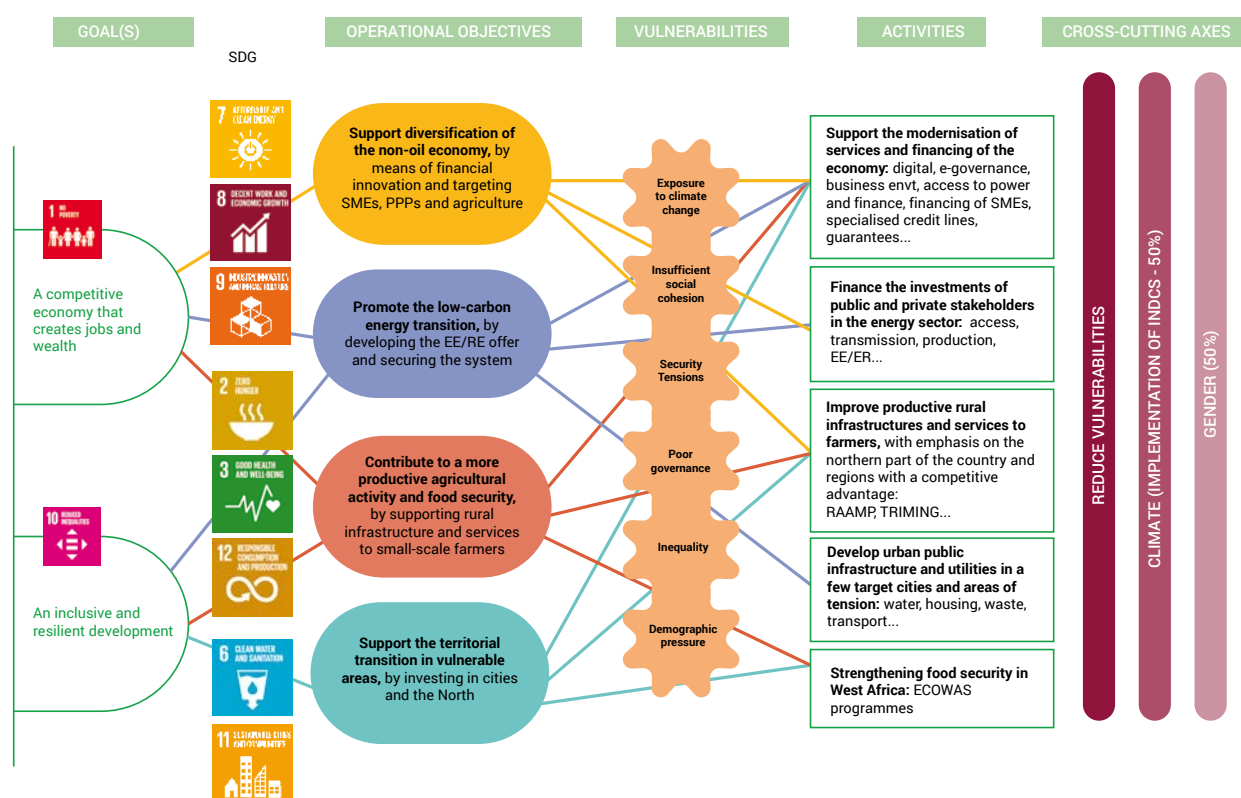 GOAL(S)
OPERATIONAL OBJECTIVES
VULNERABILITIES
ACTIVITIES
CROSS-CUTTING AXES
SDG
1 NO
POVERTY
A competitive
economy that
creates jobs and
wealth
10 REDUCED
INEQUALITIES
An inclusive and
resilient development
7 AFFORDABLE AND
CLEAN ENERGY
8 DECENT WORK AND
ECONOMIC GROWTH
9 INDUSTRY, INNOVATION
AND INFRASTRUCTURE
2 ZERO
HUNGER
3 GOOD HEALTH
AND WELL-BEING
12 RESPONSIBLE
CONSUMPTION
AND PRODUCTION
6 CLEAN WATER
AND SANITATION
11 SUSTAINABLE CITIES
AND COMMUNITIES
Support diversification of
the non-oil economy, by
means of financial
innovation and targeting
SMEs, PPPs and agriculture
Promote the low-carbon
energy transition, by
developing the EE/RE offer
and securing the system
Contribute to a more
productive agricultural
activity and food security,
by supporting rural
infrastructure and services
to small-scale farmers
Support the territorial
transition in vulnerable
areas, by investing in cities
and the North
Exposure
to climate
change
Insufficient
social
cohesion
Security
Tensions
Poor
governance
Inequality
Demographic
pressure
Support the modernisation of
services and financing of the
economy: digital, e-governance,
business envt, access to power
and finance, financing of SMEs,
specialised credit lines,
guarantees...
Finance the investments of
public and private stakeholders
in the energy sector: access,
transmission, production,
EE/ER...
Improve productive rural
infrastructures and services to
farmers, with emphasis on the
northern part of the country and
regions with a competitive
advantage:
RAAMP, TRIMING...
Develop urban public
infrastructure and utilities in a
few target cities and areas of
tension: water, housing, waste,
transport...
Strengthening food security in
West Africa: ECOWAS
programmes
REDUCE VULNERABILITIES
CLIMATE (IMPLEMENTATION OF INDCS - 50%)
GENDER (50%)